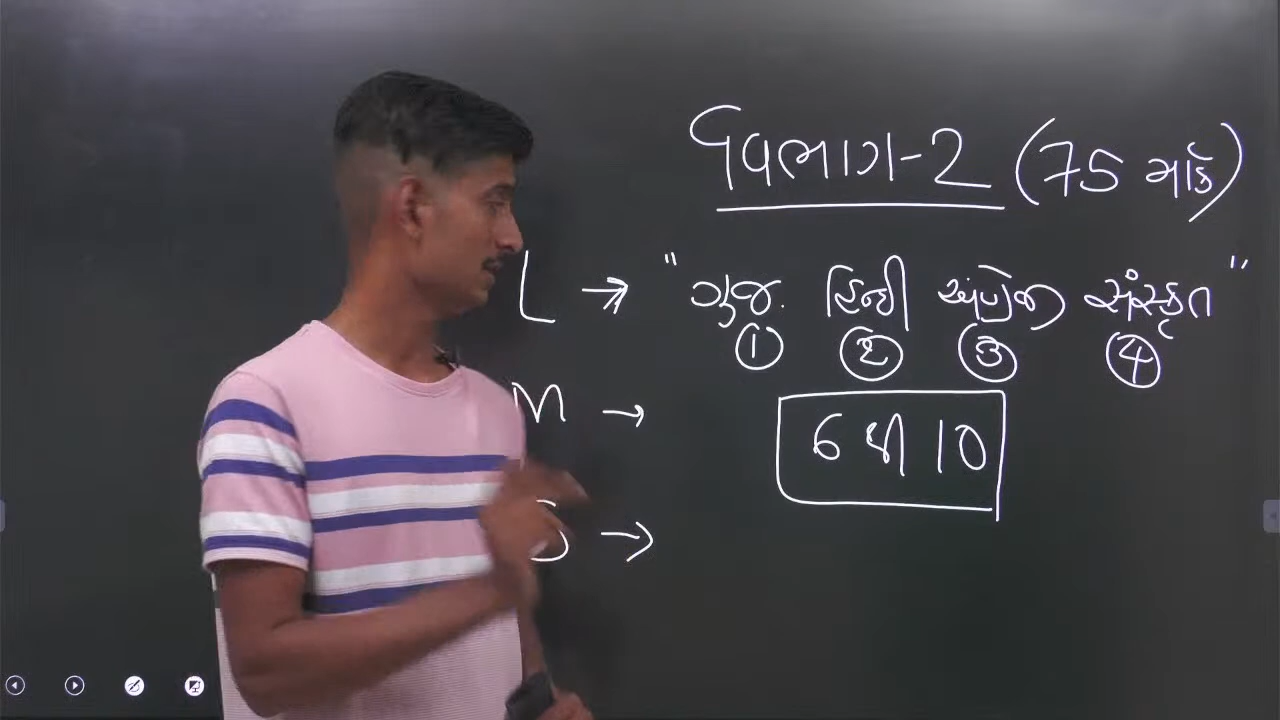 વિભાગ-2 (75 માર્ક)
L → " ગુજ. હિન્દી અંગ્રેજી સંસ્કૃત "
① ② ③ ④
M → 6 થી 10
S →